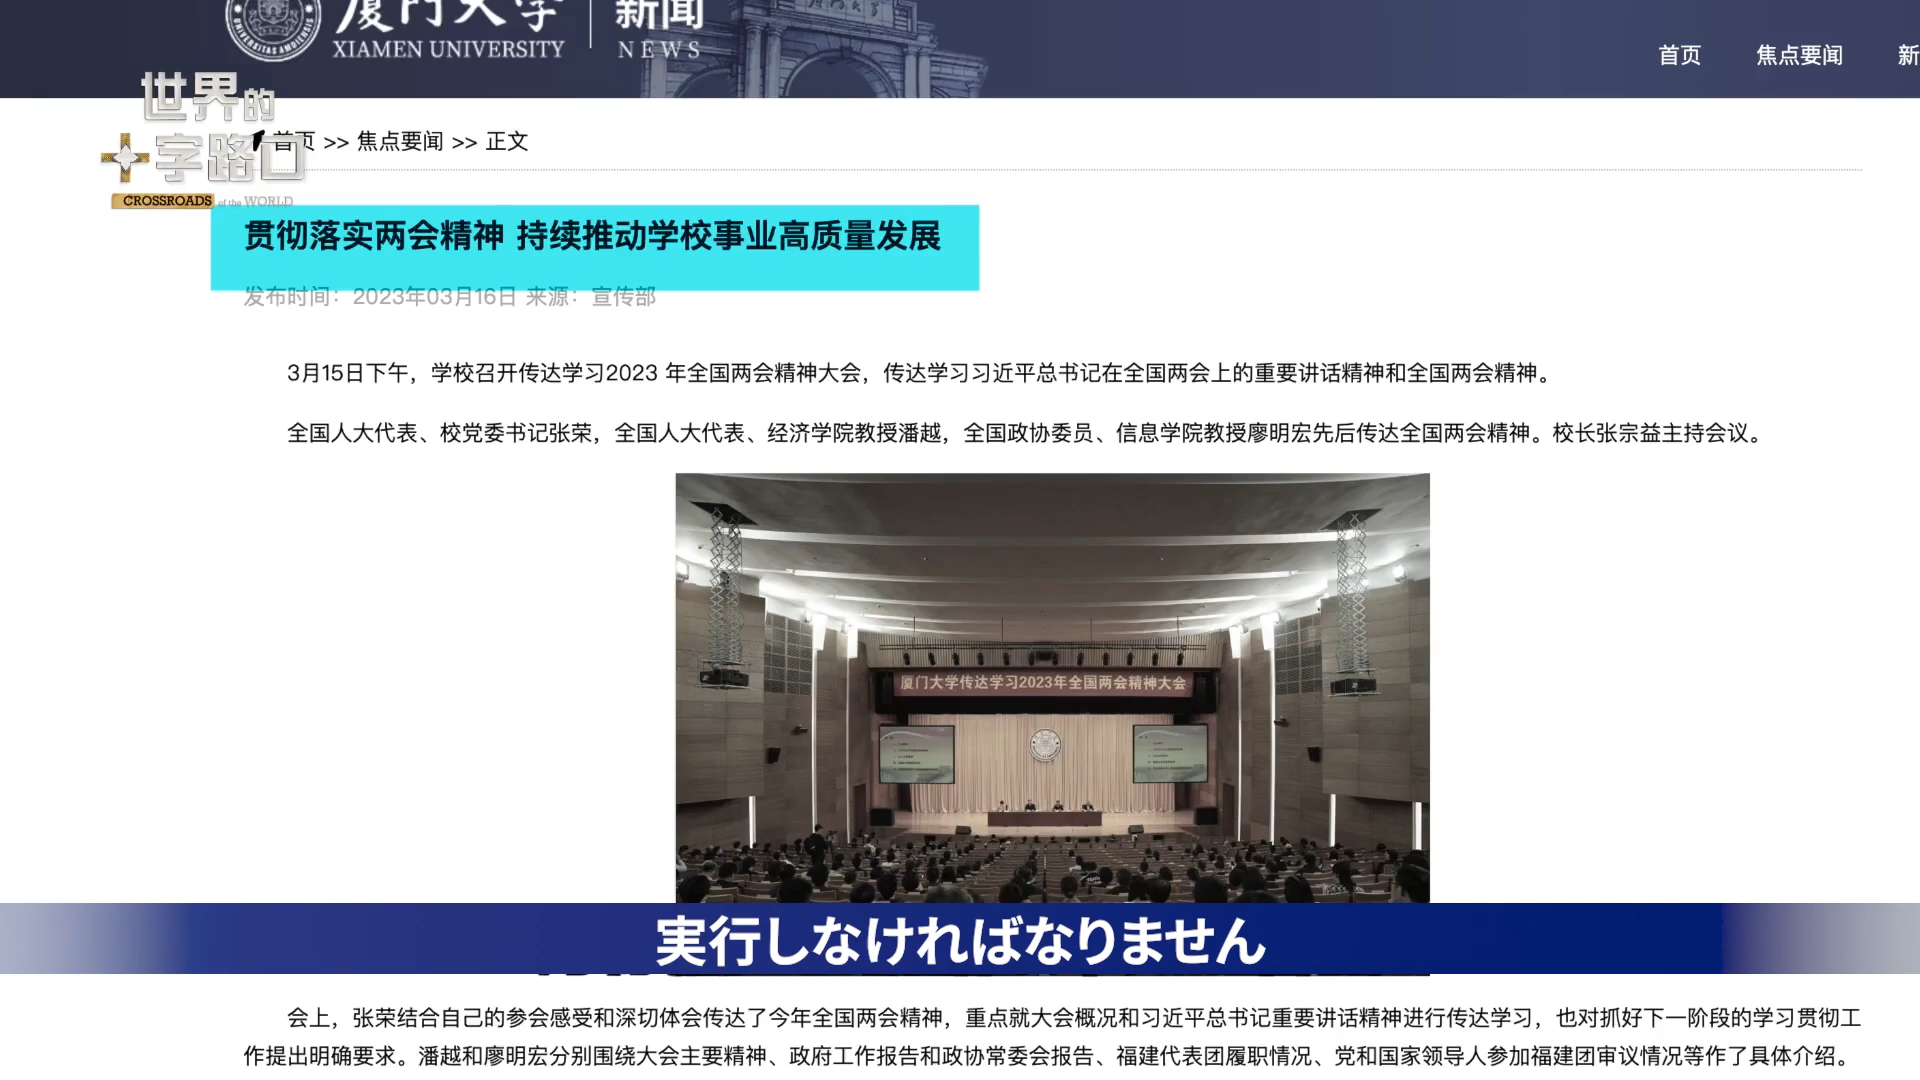 厦门大学
XIAMEN UNIVERSITY
新闻
NEWS
首页
焦点要闻
新
世界的
十字路口
CROSSROADS of the WORLD
首页 >> 焦点要闻 >> 正文
贯彻落实两会精神 持续推动学校事业高质量发展
发布时间：2023年03月16日 来源：宣传部
3月15日下午，学校召开传达学习2023 年全国两会精神大会，传达学习习近平总书记在全国两会上的重要讲话精神和全国两会精神。
全国人大代表、校党委书记张荣，全国人大代表、经济学院教授潘越，全国政协委员、信息学院教授廖明宏先后传达全国两会精神。校长张宗益主持会议。
厦门大学传达学习2023年全国两会精神大会
実行しなければなりません
会上，张荣结合自己的参会感受和深切体会传达了今年全国两会精神，重点就大会概况和习近平总书记重要讲话精神进行传达学习，也对抓好下一阶段的学习贯彻工
作提出明确要求。潘越和廖明宏分别围绕大会主要精神、政府工作报告和政协常委会报告、福建代表团履职情况、党和国家领导人参加福建团审议情况等作了具体介绍。